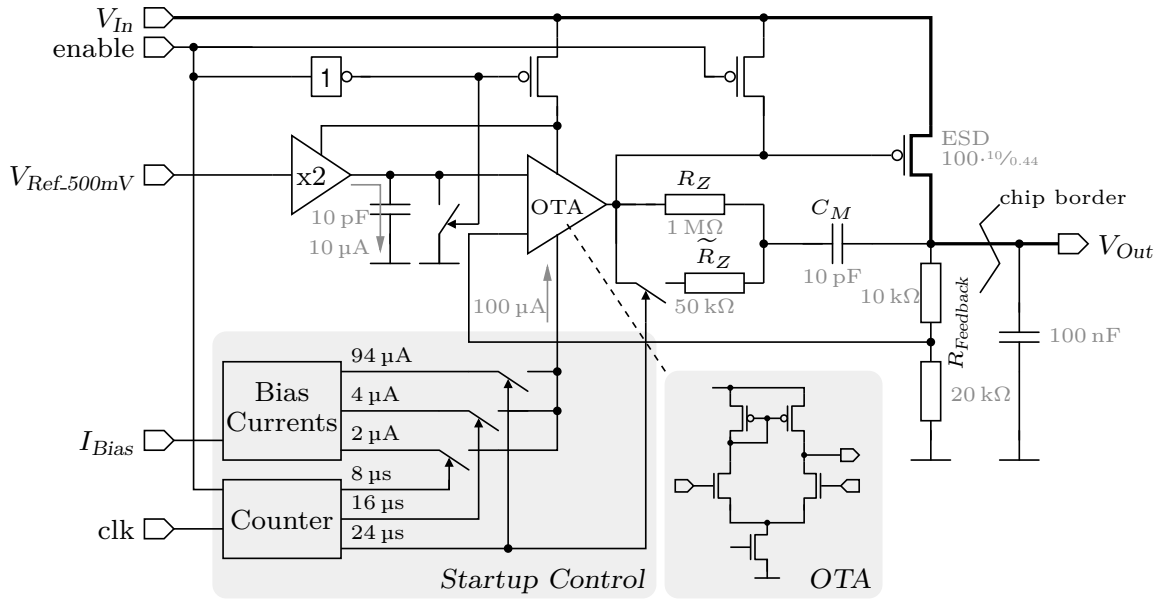 V_In
enable
1
V_Ref_500mV
x2
10 pF
10 µA
OTA
R_Z
1 MΩ
R̃_Z
50 kΩ
C_M
10 pF
ESD
100·10/0.44
chip border
V_Out
10 kΩ
R_Feedback
20 kΩ
100 nF
100 µA
94 µA
4 µA
2 µA
Bias
Currents
I_Bias
8 µs
16 µs
24 µs
Counter
clk
Startup Control
OTA